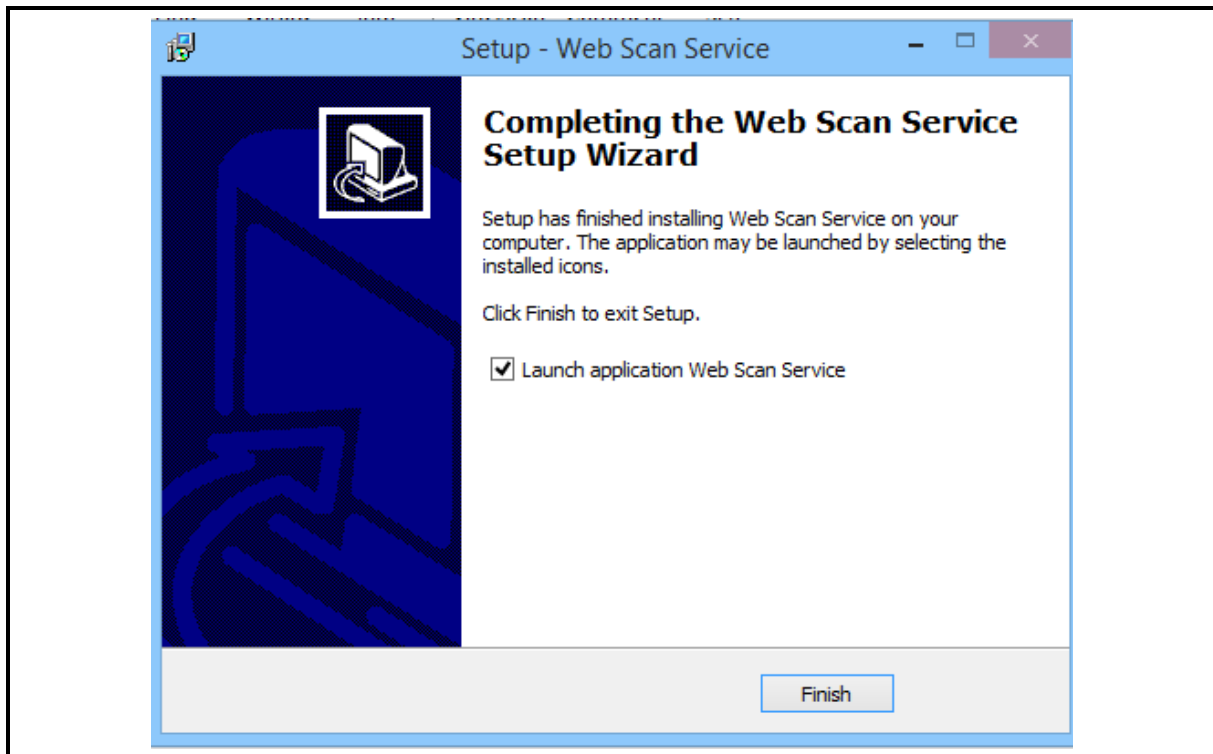 Setup - Web Scan Service
Completing the Web Scan Service
Setup Wizard
Setup has finished installing Web Scan Service on your
computer. The application may be launched by selecting the
installed icons.
Click Finish to exit Setup.
Launch application Web Scan Service
Finish